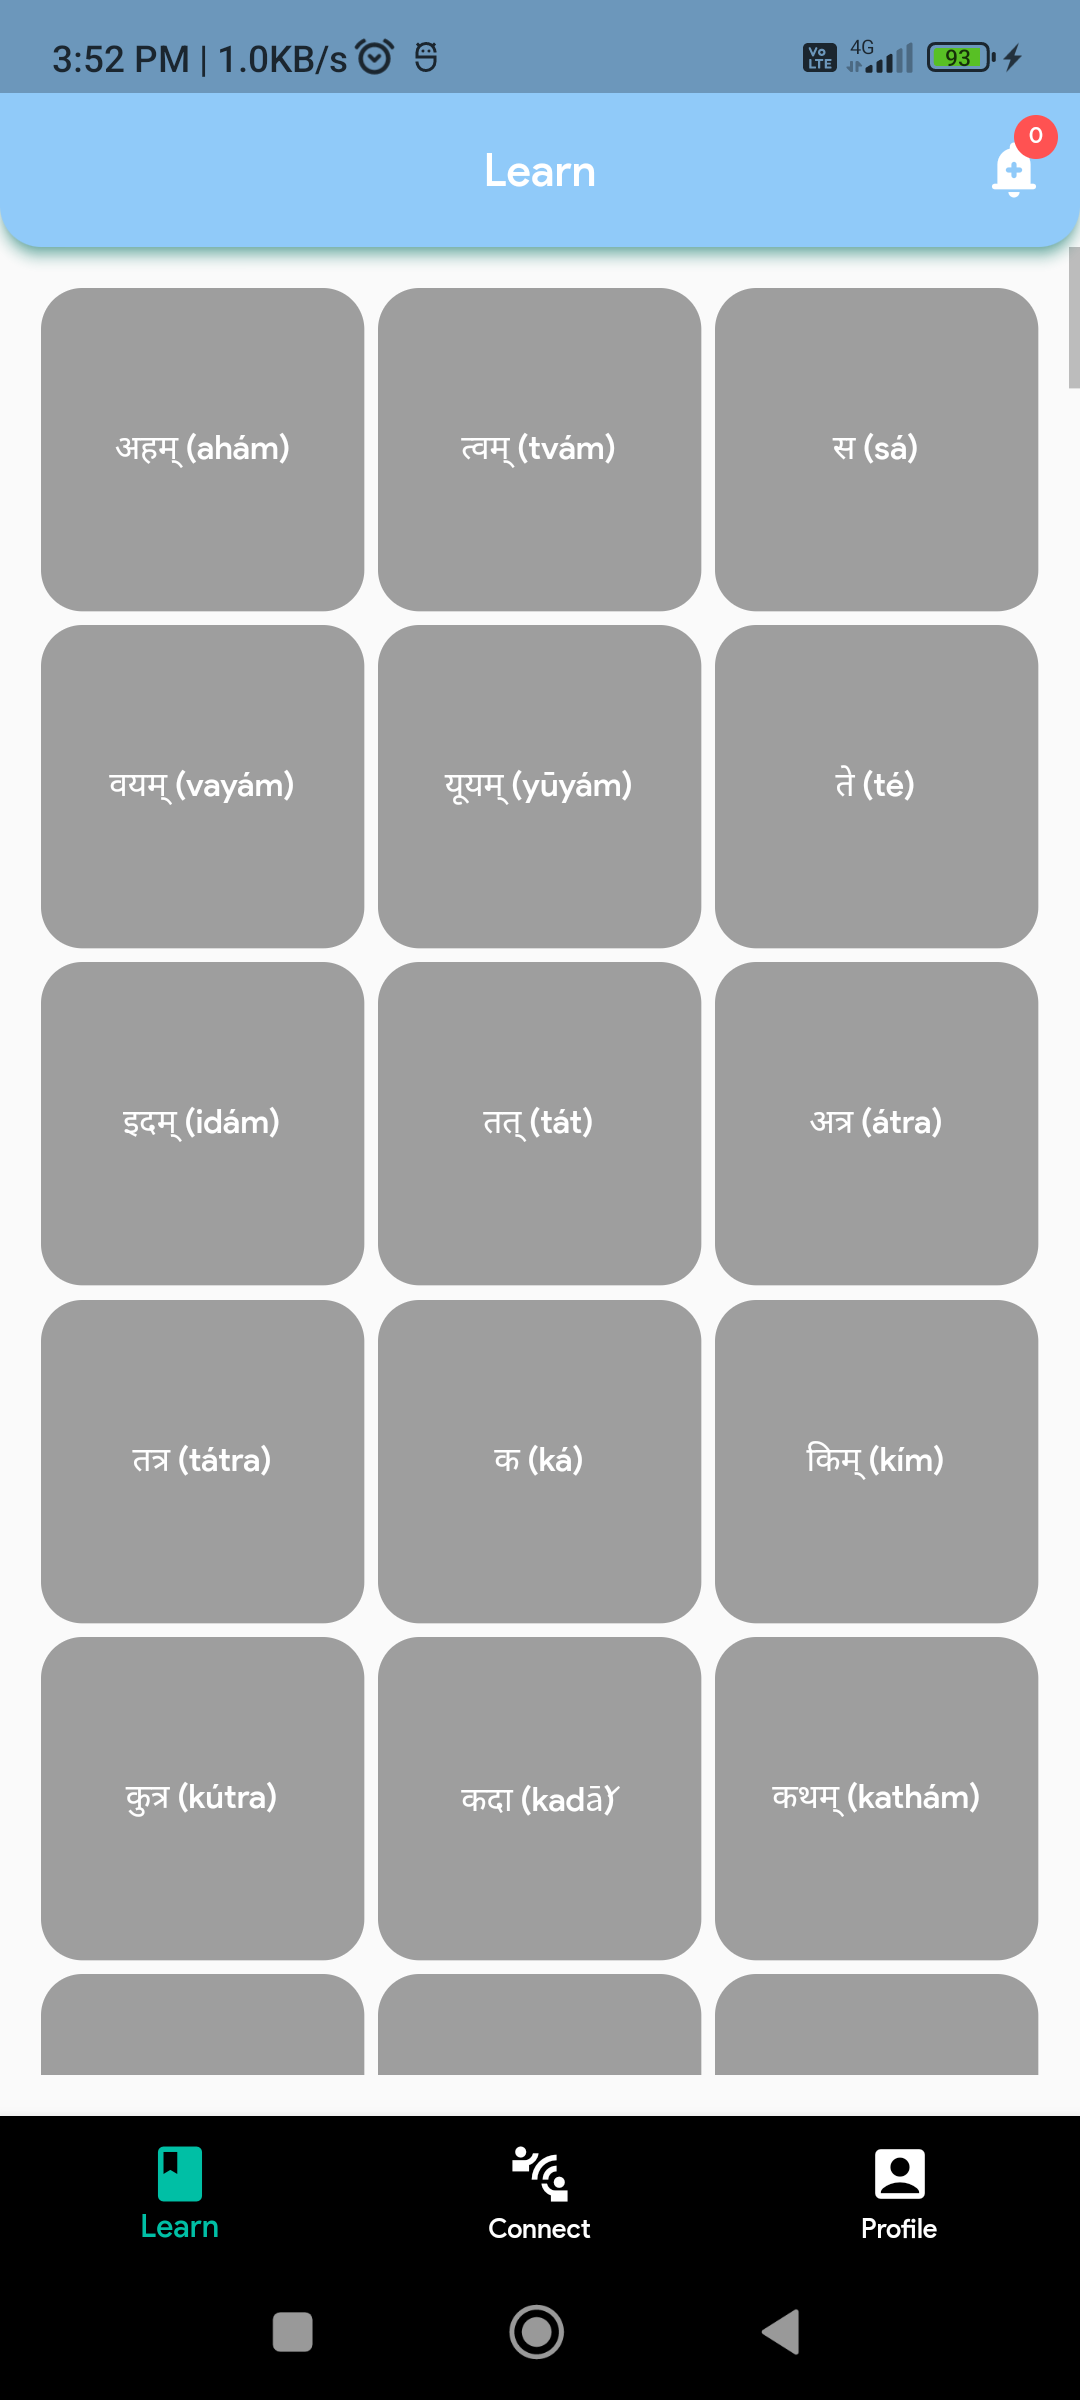 3:52 PM | 1.0KB/s
Vo LTE 4G 93
Learn
0
अहम् (ahám)
त्वम् (tvám)
स (sá)
वयम् (vayám)
यूयम् (yūyám)
ते (té)
इदम् (idám)
तत् (tát)
अत्र (átra)
तत्र (tátra)
क (ká)
किम् (kím)
कुत्र (kútra)
कदा (kadā́)
कथम् (kathám)
Learn
Connect
Profile